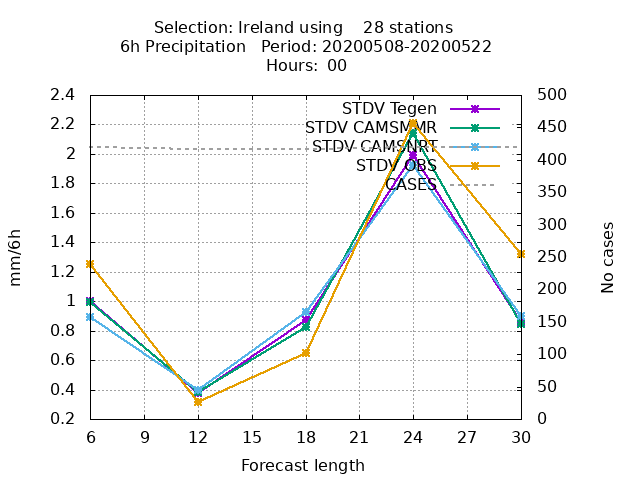 Selection: Ireland using    28 stations
6h Precipitation   Period: 20200508-20200522
Hours:  00
STDV Tegen
STDV CAMSMMR
STDV CAMSNRT
STDV OBS
CASES
2.4
2.2
2
1.8
1.6
1.4
1.2
1
0.8
0.6
0.4
0.2
500
450
400
350
300
250
200
150
100
50
0
mm/6h
No cases
6 9 12 15 18 21 24 27 30
Forecast length